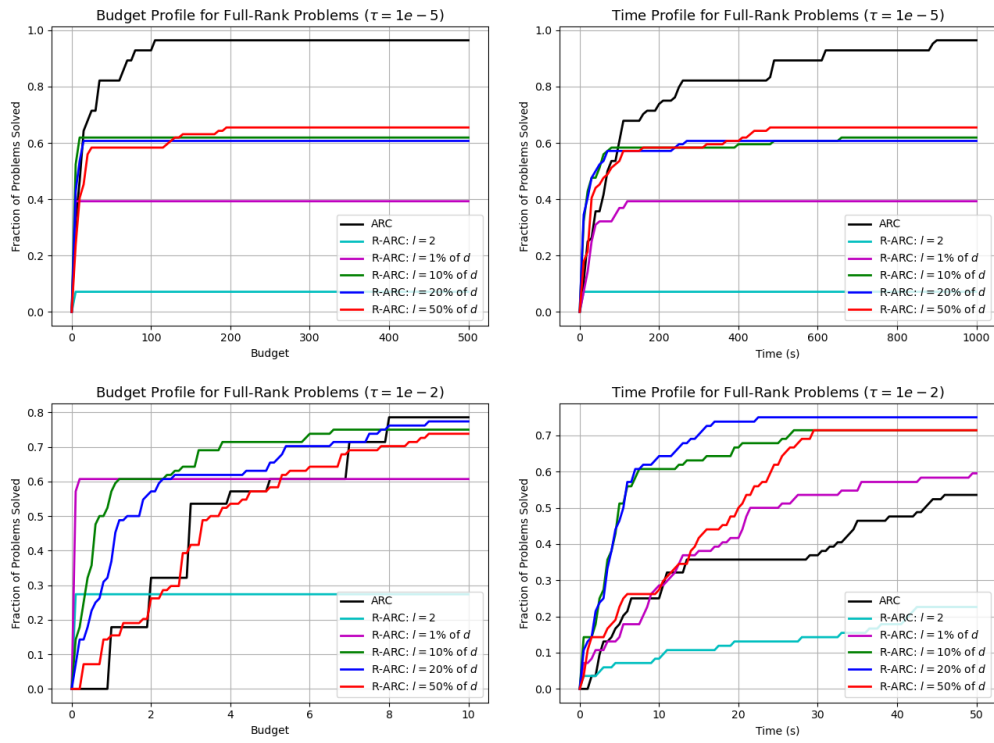 Budget Profile for Full-Rank Problems (τ = 1e − 5)
Fraction of Problems Solved
1.0
0.8
0.6
0.4
0.2
0.0
ARC
R-ARC: l = 2
R-ARC: l = 1% of d
R-ARC: l = 10% of d
R-ARC: l = 20% of d
R-ARC: l = 50% of d
0 100 200 300 400 500
Budget
Time Profile for Full-Rank Problems (τ = 1e − 5)
Fraction of Problems Solved
1.0
0.8
0.6
0.4
0.2
0.0
ARC
R-ARC: l = 2
R-ARC: l = 1% of d
R-ARC: l = 10% of d
R-ARC: l = 20% of d
R-ARC: l = 50% of d
0 200 400 600 800 1000
Time (s)
Budget Profile for Full-Rank Problems (τ = 1e − 2)
Fraction of Problems Solved
0.8
0.7
0.6
0.5
0.4
0.3
0.2
0.1
0.0
ARC
R-ARC: l = 2
R-ARC: l = 1% of d
R-ARC: l = 10% of d
R-ARC: l = 20% of d
R-ARC: l = 50% of d
0 2 4 6 8 10
Budget
Time Profile for Full-Rank Problems (τ = 1e − 2)
Fraction of Problems Solved
0.7
0.6
0.5
0.4
0.3
0.2
0.1
0.0
ARC
R-ARC: l = 2
R-ARC: l = 1% of d
R-ARC: l = 10% of d
R-ARC: l = 20% of d
R-ARC: l = 50% of d
0 10 20 30 40 50
Time (s)